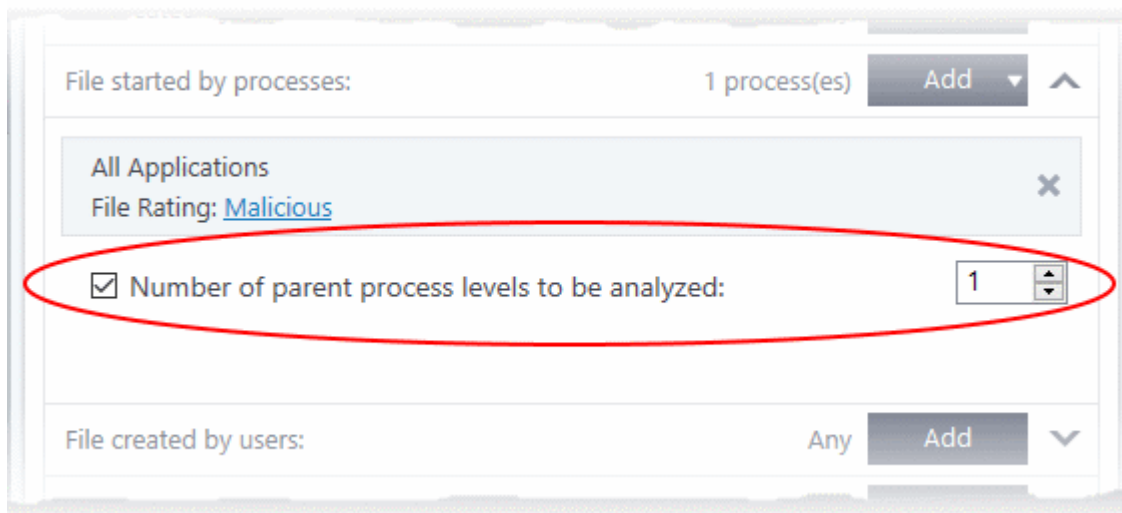 File started by processes: 1 process(es) Add
All Applications
File Rating: Malicious
Number of parent process levels to be analyzed: 1
File created by users: Any Add